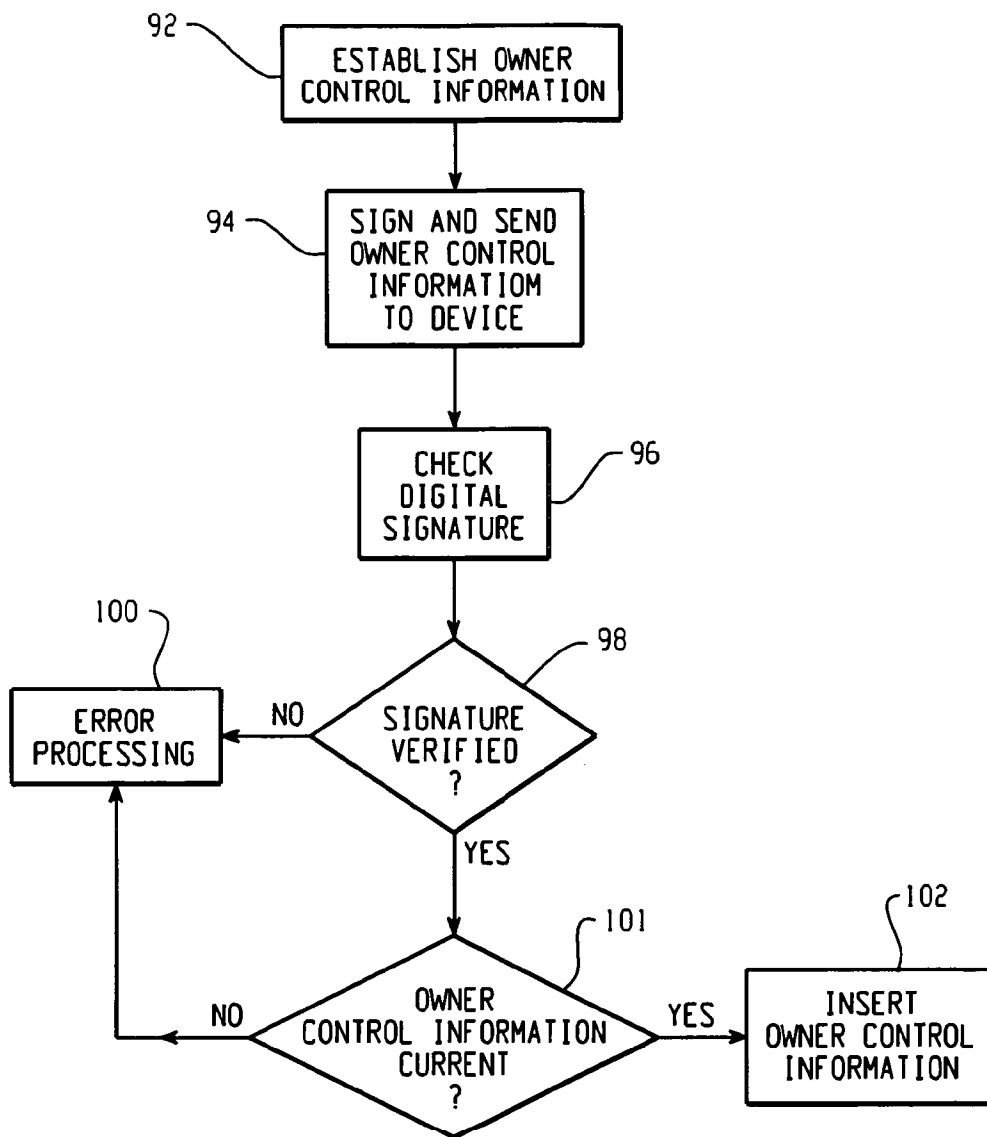 92
ESTABLISH OWNER
CONTROL INFORMATION
94
SIGN AND SEND
OWNER CONTROL
INFORMATIOM
TO DEVICE
96
CHECK
DIGITAL
SIGNATURE
98
SIGNATURE
VERIFIED
?
NO
100
ERROR
PROCESSING
YES
101
OWNER
CONTROL INFORMATION
CURRENT
?
NO
YES
102
INSERT
OWNER CONTROL
INFORMATION